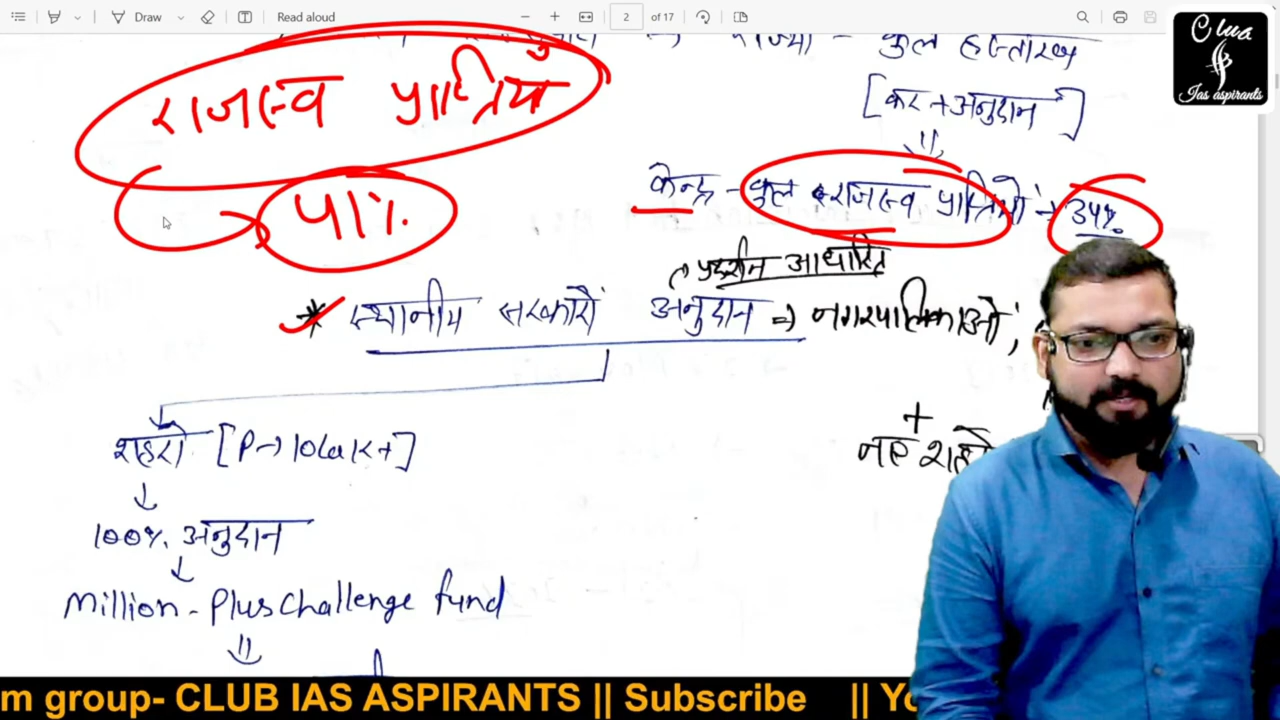 Draw
Read aloud
2
of 17
कुल हस्तांतरण
राजस्व प्राप्तियां
[कर + अनुदान]
केन्द्र - कुल राजस्व प्राप्तियों → 34%
41%
प्रदर्शन आधारित
* स्थानीय सरकारों अनुदान ⇒ नगरपालिकाओं,
+
नए शहरों
शहरों [P → 10 lakh +]
↓
100% अनुदान
↓
Million - Plus Challenge fund
⇓
Club
Ias aspirants
m group- CLUB IAS ASPIRANTS || Subscribe || Yo